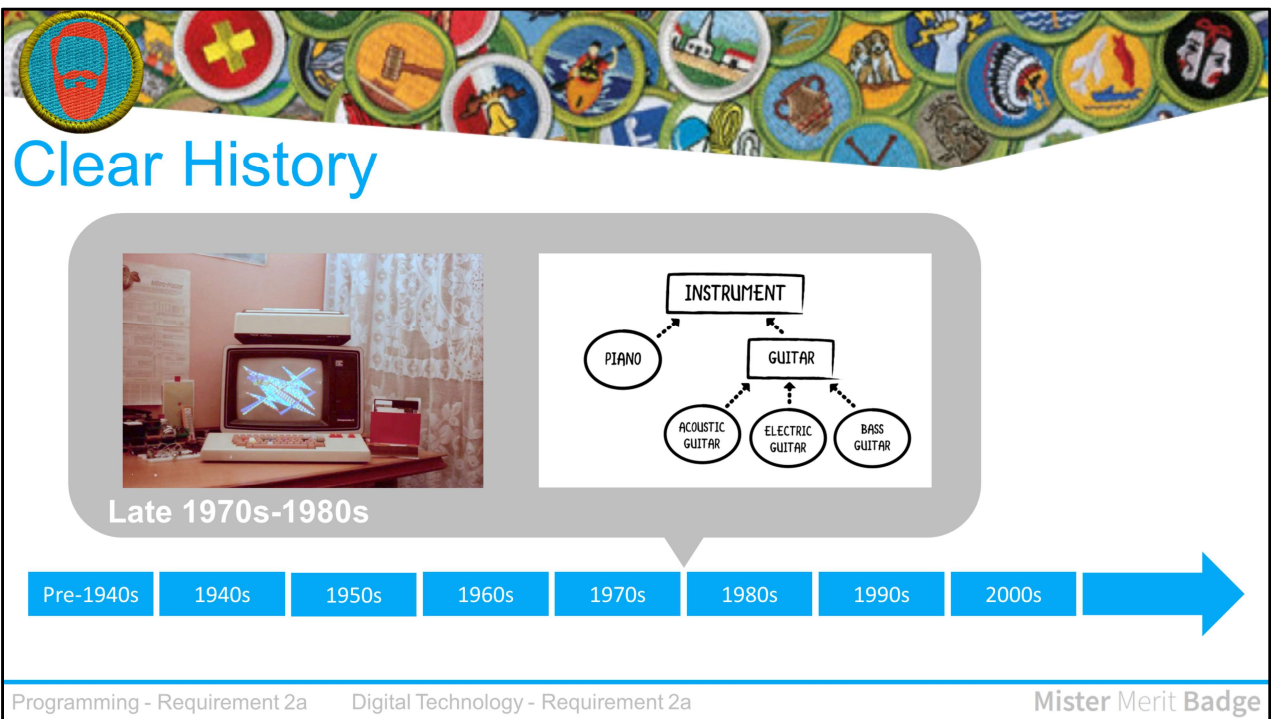 Clear History
INSTRUMENT
PIANO
GUITAR
ACOUSTIC
GUITAR
ELECTRIC
GUITAR
BASS
GUITAR
Late 1970s-1980s
Pre-1940s 1940s 1950s 1960s 1970s 1980s 1990s 2000s
Programming - Requirement 2a Digital Technology - Requirement 2a Mister Merit Badge